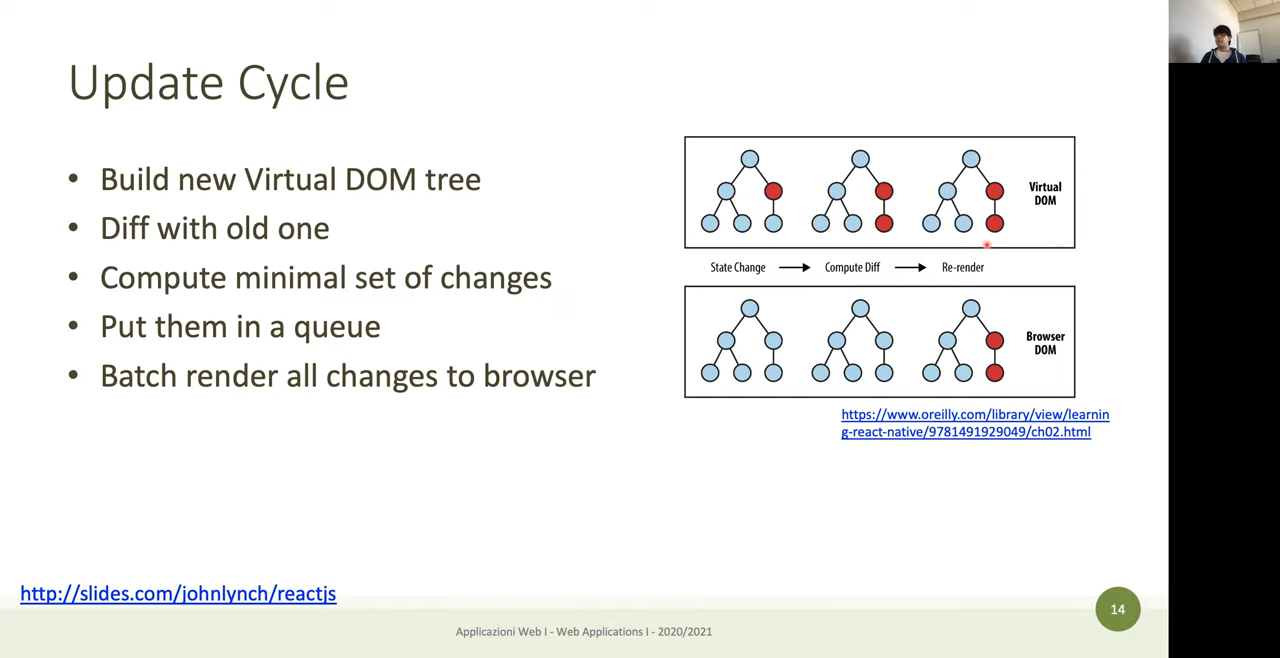 Update Cycle
• Build new Virtual DOM tree
• Diff with old one
• Compute minimal set of changes
• Put them in a queue
• Batch render all changes to browser
Virtual
DOM
State Change
Compute Diff
Re-render
Browser
DOM
https://www.oreilly.com/library/view/learnin
g-react-native/9781491929049/ch02.html
http://slides.com/johnlynch/reactjs
14
Applicazioni Web I - Web Applications I - 2020/2021